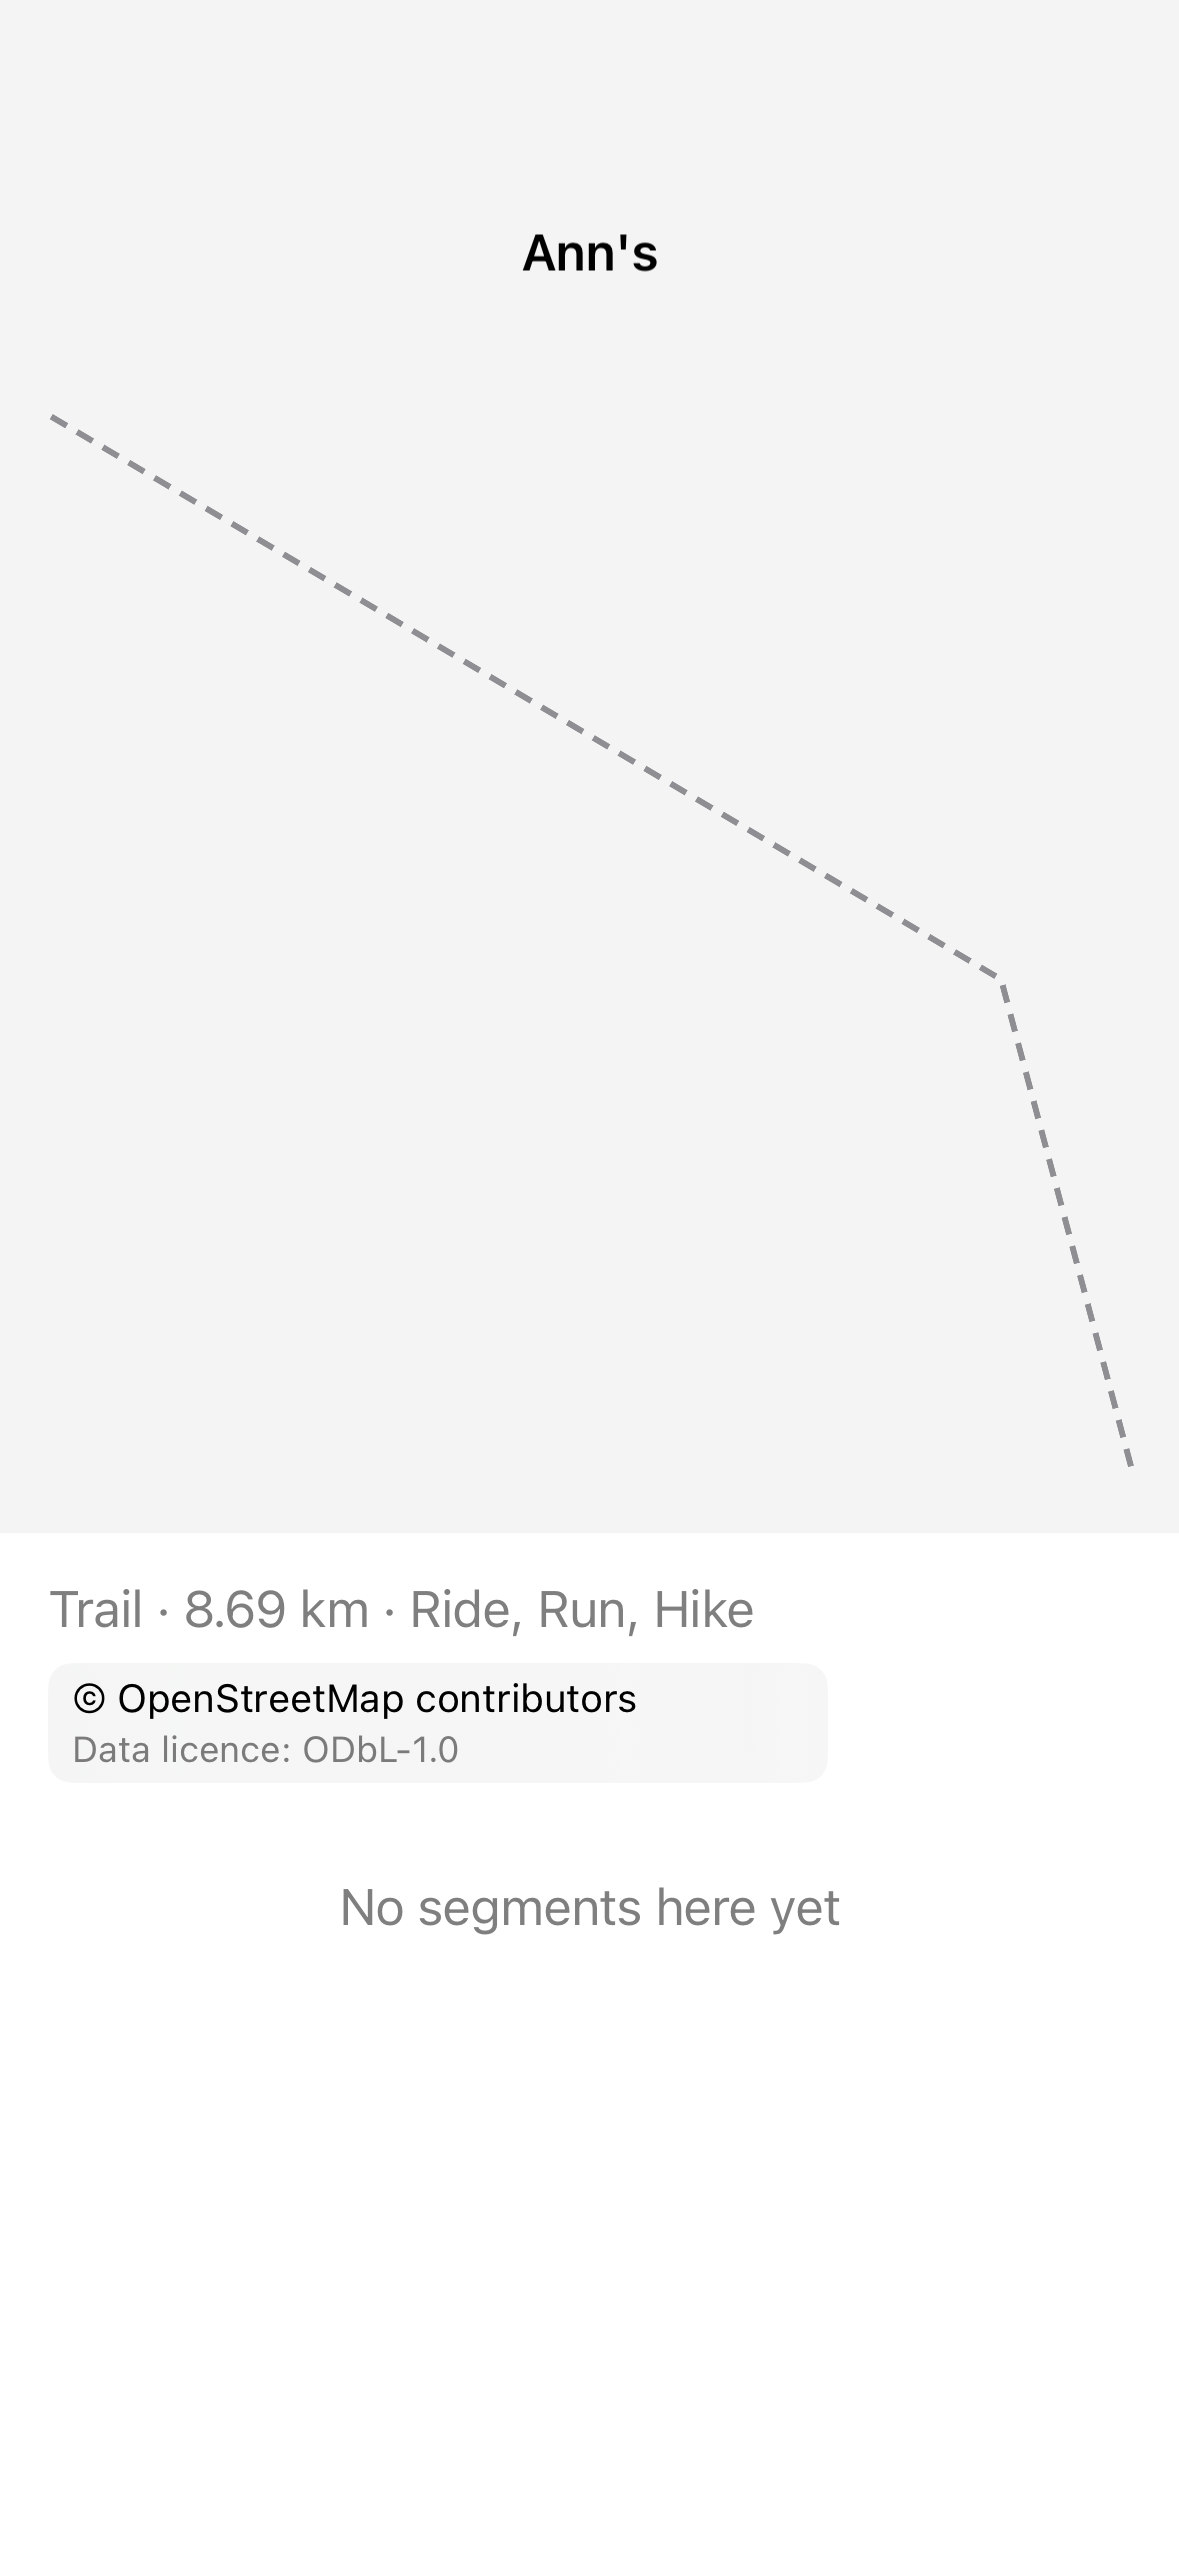 Ann's
Trail · 8.69 km · Ride, Run, Hike
© OpenStreetMap contributors
Data licence: ODbL-1.0
No segments here yet